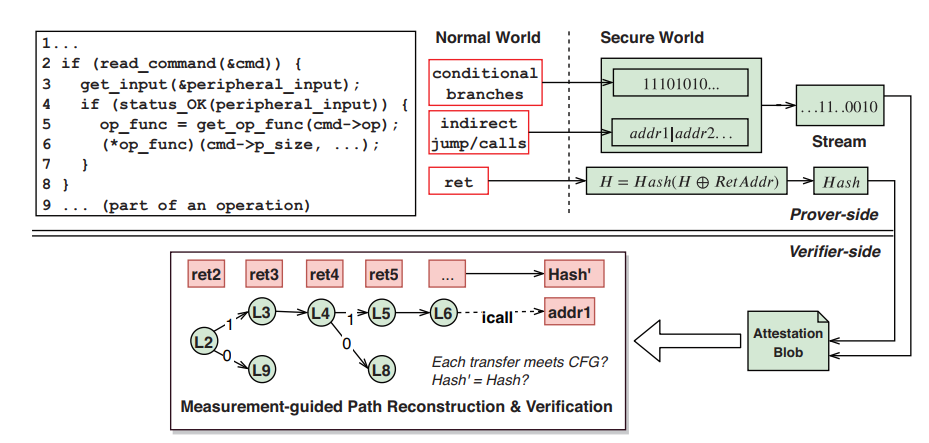 1...
2 if (read_command(&cmd)) {
3 get_input(&peripheral_input);
4 if (status_OK(peripheral_input)) {
5 op_func = get_op_func(cmd->op);
6 (*op_func)(cmd->p_size, ...);
7 }
8 }
9 ... (part of an operation)
Normal World
Secure World
conditional
branches
11101010...
indirect
jump/calls
addr1|addr2...
...11..0010
Stream
ret
H = Hash(H ⊕ RetAddr)
Hash
Prover-side
Verifier-side
ret2 ret3 ret4 ret5 ... Hash'
L2 1 L3 L4 1 L5 L6 icall addr1
0 L9 0 L8
Each transfer meets CFG?
Hash' = Hash?
Measurement-guided Path Reconstruction & Verification
Attestation
Blob